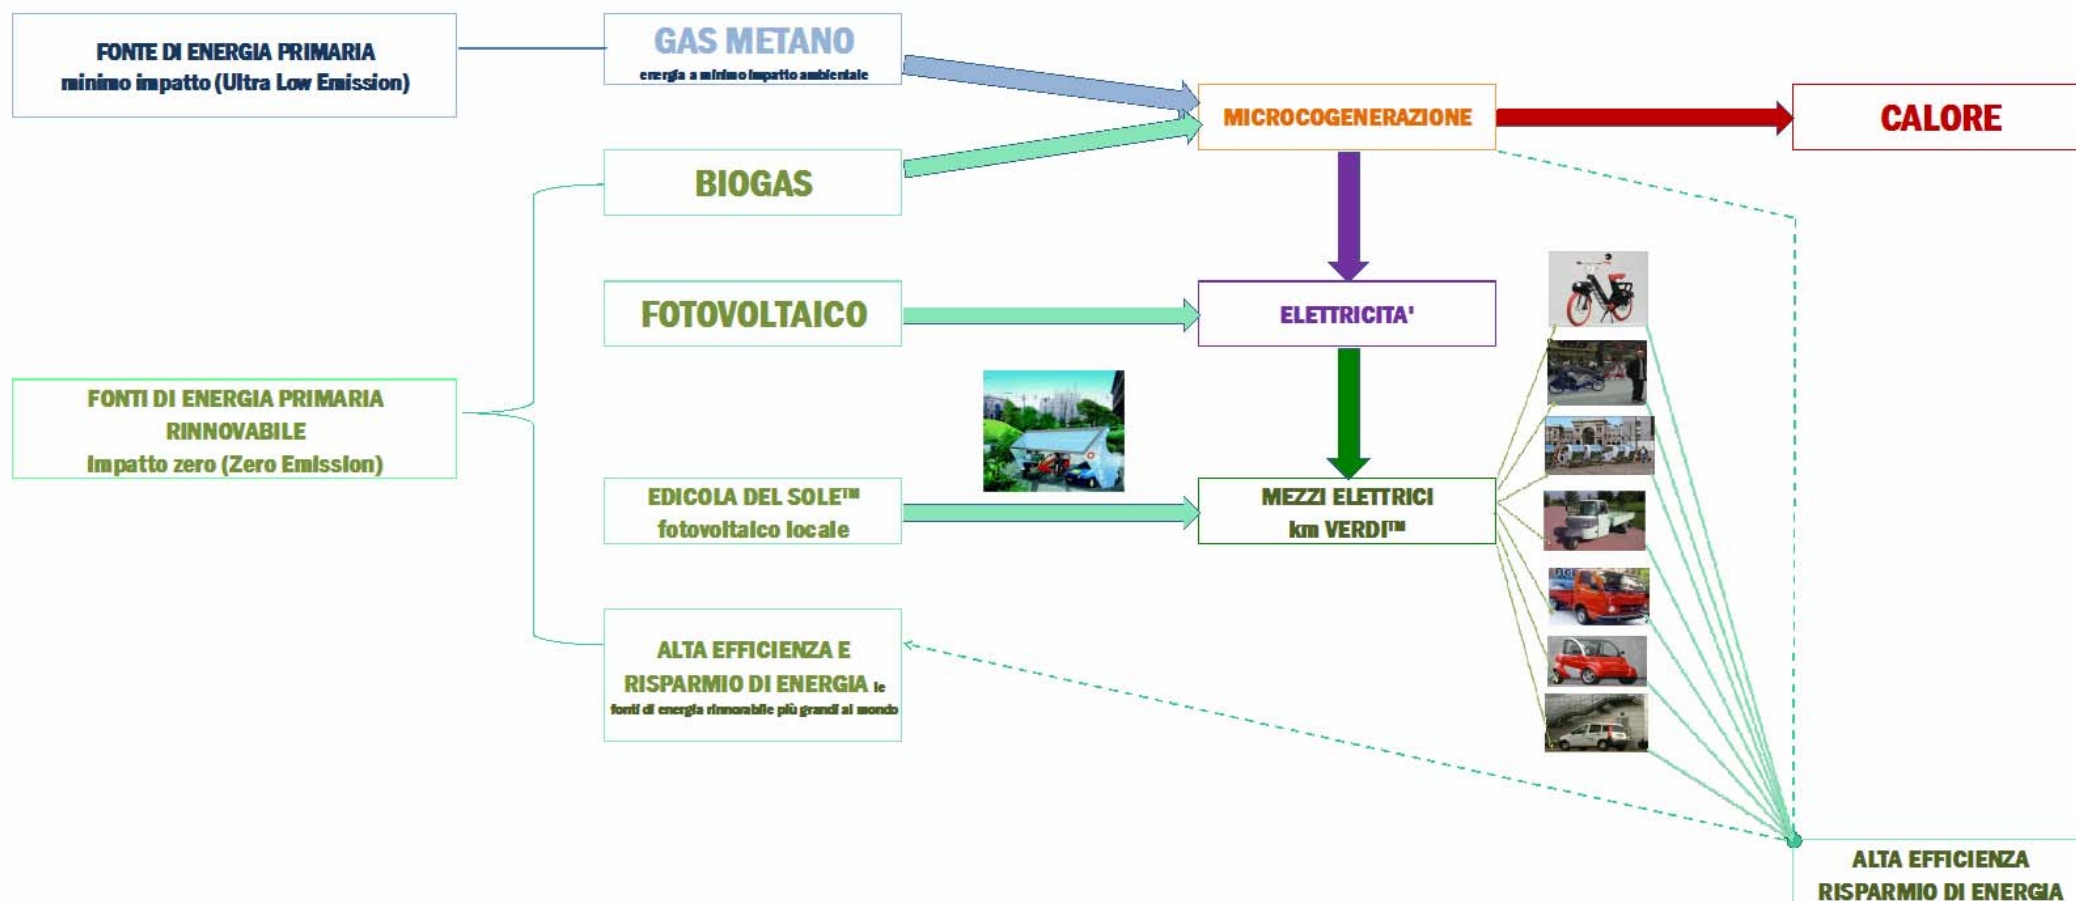 FONTE DI ENERGIA PRIMARIA
minimo impatto (Ultra Low Emission)
GAS METANO
energia a minimo impatto ambientale
MICROCOGENERAZIONE
CALORE
BIOGAS
FOTOVOLTAICO
ELETTRICITA'
FONTI DI ENERGIA PRIMARIA
RINNOVABILE
impatto zero (Zero Emission)
EDICOLA DEL SOLE™
fotovoltaico locale
MEZZI ELETTRICI
km VERDI™
ALTA EFFICIENZA E
RISPARMIO DI ENERGIA le
fonti di energia rinnovabile più grandi al mondo
ALTA EFFICIENZA
RISPARMIO DI ENERGIA